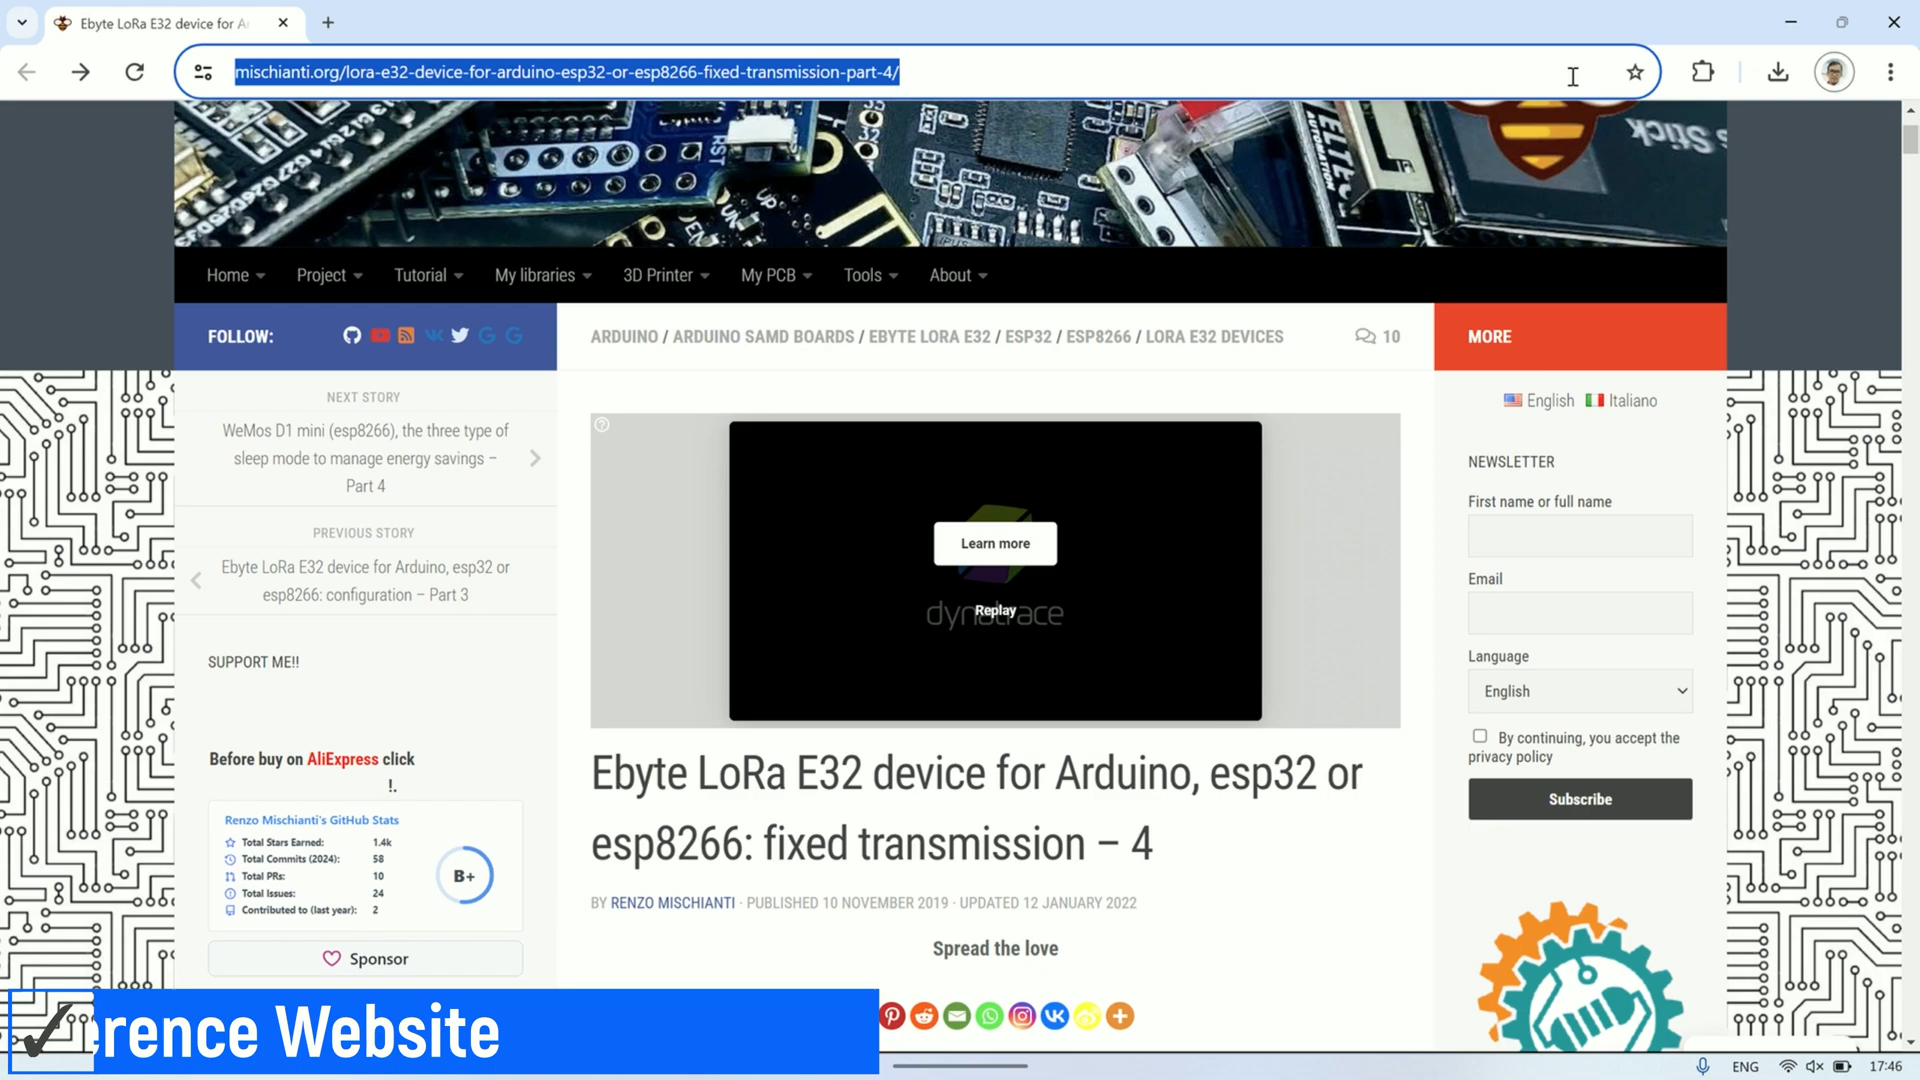 Ebyte LoRa E32 device for A
mischianti.org/lora-e32-device-for-arduino-esp32-or-esp8266-fixed-transmission-part-4/
Home
Project
Tutorial
My libraries
3D Printer
My PCB
Tools
About
FOLLOW:
ARDUINO / ARDUINO SAMD BOARDS / EBYTE LORA E32 / ESP32 / ESP8266 / LORA E32 DEVICES
10
MORE
NEXT STORY
WeMos D1 mini (esp8266), the three type of
sleep mode to manage energy savings –
Part 4
PREVIOUS STORY
Ebyte LoRa E32 device for Arduino, esp32 or
esp8266: configuration – Part 3
SUPPORT ME!!
Before buy on AliExpress click
!.
Renzo Mischianti's GitHub Stats
Total Stars Earned: 1.4k
Total Commits (2024): 58
Total PRs: 10
Total Issues: 24
Contributed to (last year): 2
B+
Sponsor
Learn more
Replay
dynatrace
Ebyte LoRa E32 device for Arduino, esp32 or
esp8266: fixed transmission – 4
BY RENZO MISCHIANTI · PUBLISHED 10 NOVEMBER 2019 · UPDATED 12 JANUARY 2022
Spread the love
English Italiano
NEWSLETTER
First name or full name
Email
Language
English
By continuing, you accept the
privacy policy
Subscribe
erence Website
ENG
17:46